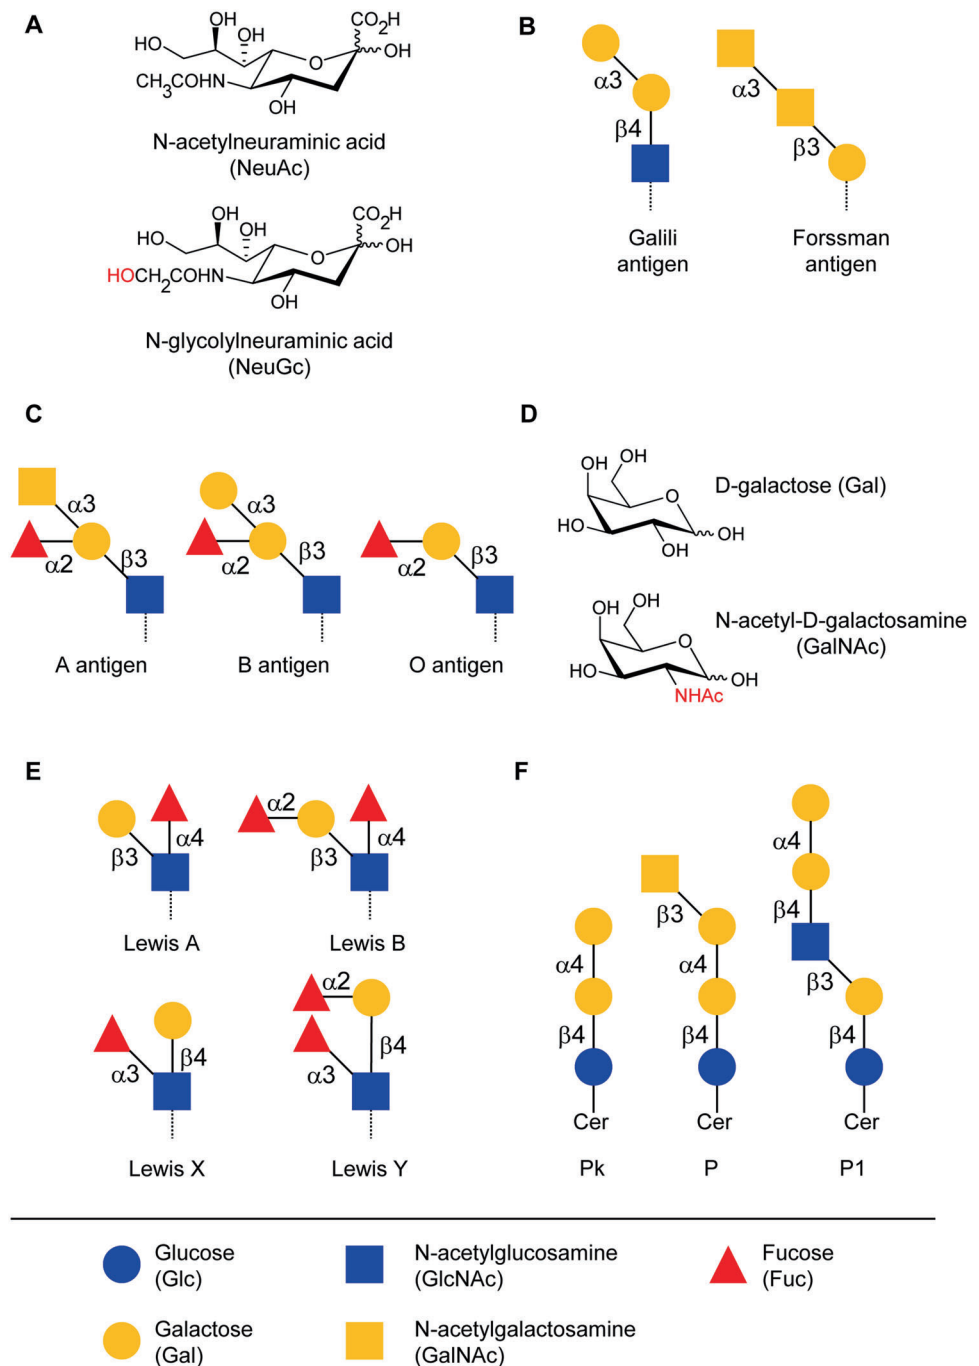 A
HO
OH
OH
CO2H
HO
O
OH
CH3COHN
OH
N-acetylneuraminic acid
(NeuAc)
OH
OH
CO2H
HO
O
OH
HOCH2COHN
OH
N-glycolylneuraminic acid
(NeuGc)
B
α3
β4
Galili
antigen
α3
β3
Forssman
antigen
C
α3
α2
β3
A antigen
α3
α2
β3
B antigen
α2
β3
O antigen
D
OH
OH
O
HO
OH
OH
D-galactose (Gal)
OH
OH
O
HO
OH
NHAc
N-acetyl-D-galactosamine
(GalNAc)
E
β3
α4
Lewis A
α2
β3
α4
Lewis B
α3
β4
Lewis X
α2
β4
α3
Lewis Y
F
α4
β4
Cer
Pk
β3
α4
β4
Cer
P
α4
β4
β3
β4
Cer
P1
Glucose
(Glc)
N-acetylglucosamine
(GlcNAc)
Fucose
(Fuc)
Galactose
(Gal)
N-acetylgalactosamine
(GalNAc)